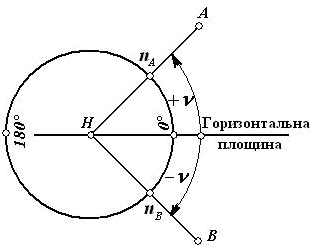 A
n_A
+ν
180°
H
0°
Горизонтальна
площина
−ν
n_B
B